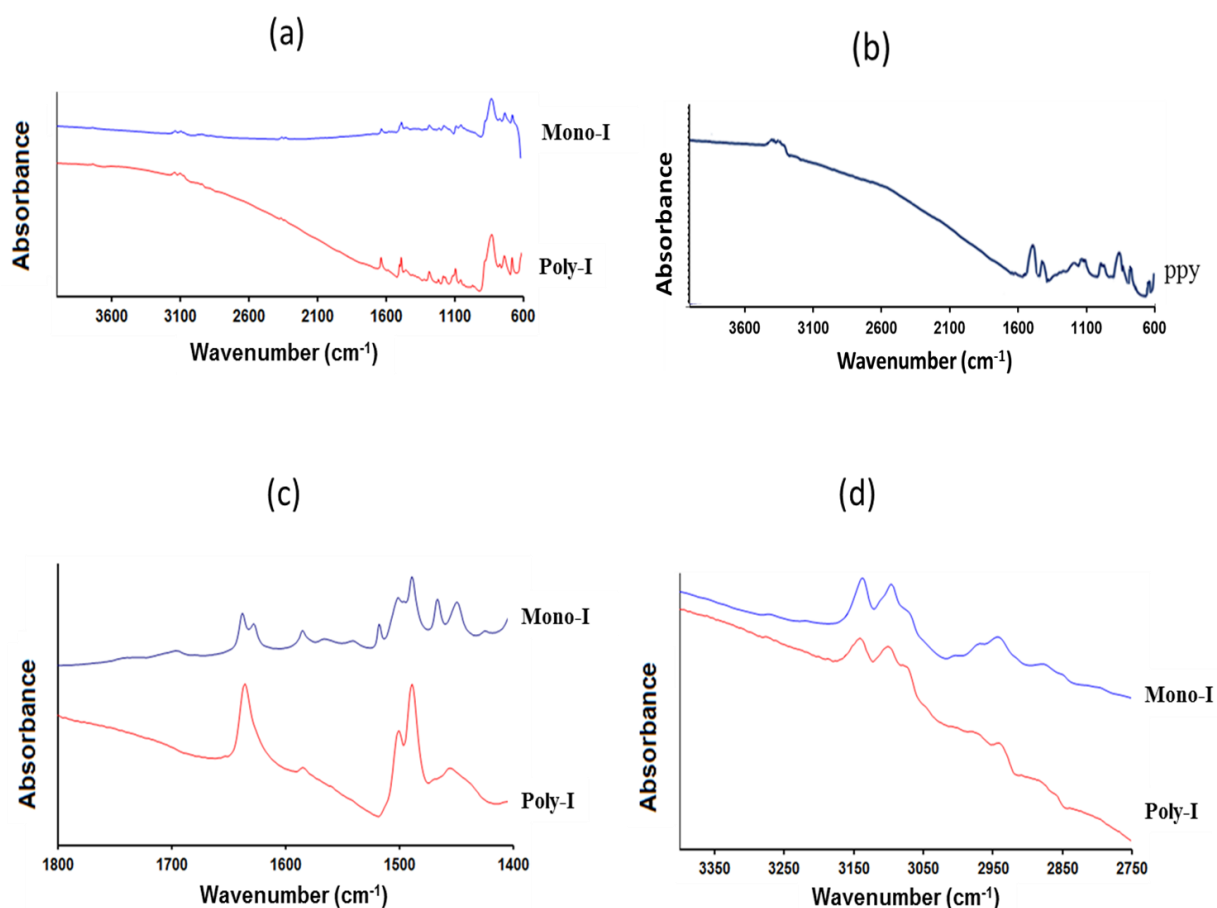 (a)
Absorbance
Mono-I
Poly-I
3600 3100 2600 2100 1600 1100 600
Wavenumber (cm⁻¹)
(b)
Absorbance
ppy
3600 3100 2600 2100 1600 1100 600
Wavenumber (cm⁻¹)
(c)
Absorbance
Mono-I
Poly-I
1800 1700 1600 1500 1400
Wavenumber (cm⁻¹)
(d)
Absorbance
Mono-I
Poly-I
3350 3250 3150 3050 2950 2850 2750
Wavenumber (cm⁻¹)